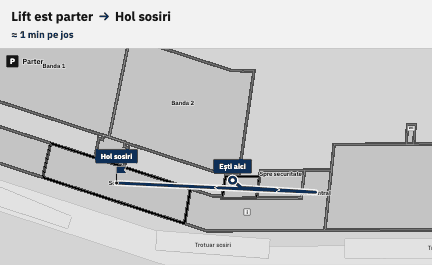 Lift est parter → Hol sosiri
≈ 1 min pe jos
P Parter
Banda 1
Banda 2
Hol sosiri
Ești aici
Spre securitate
i
Trotuar sosiri